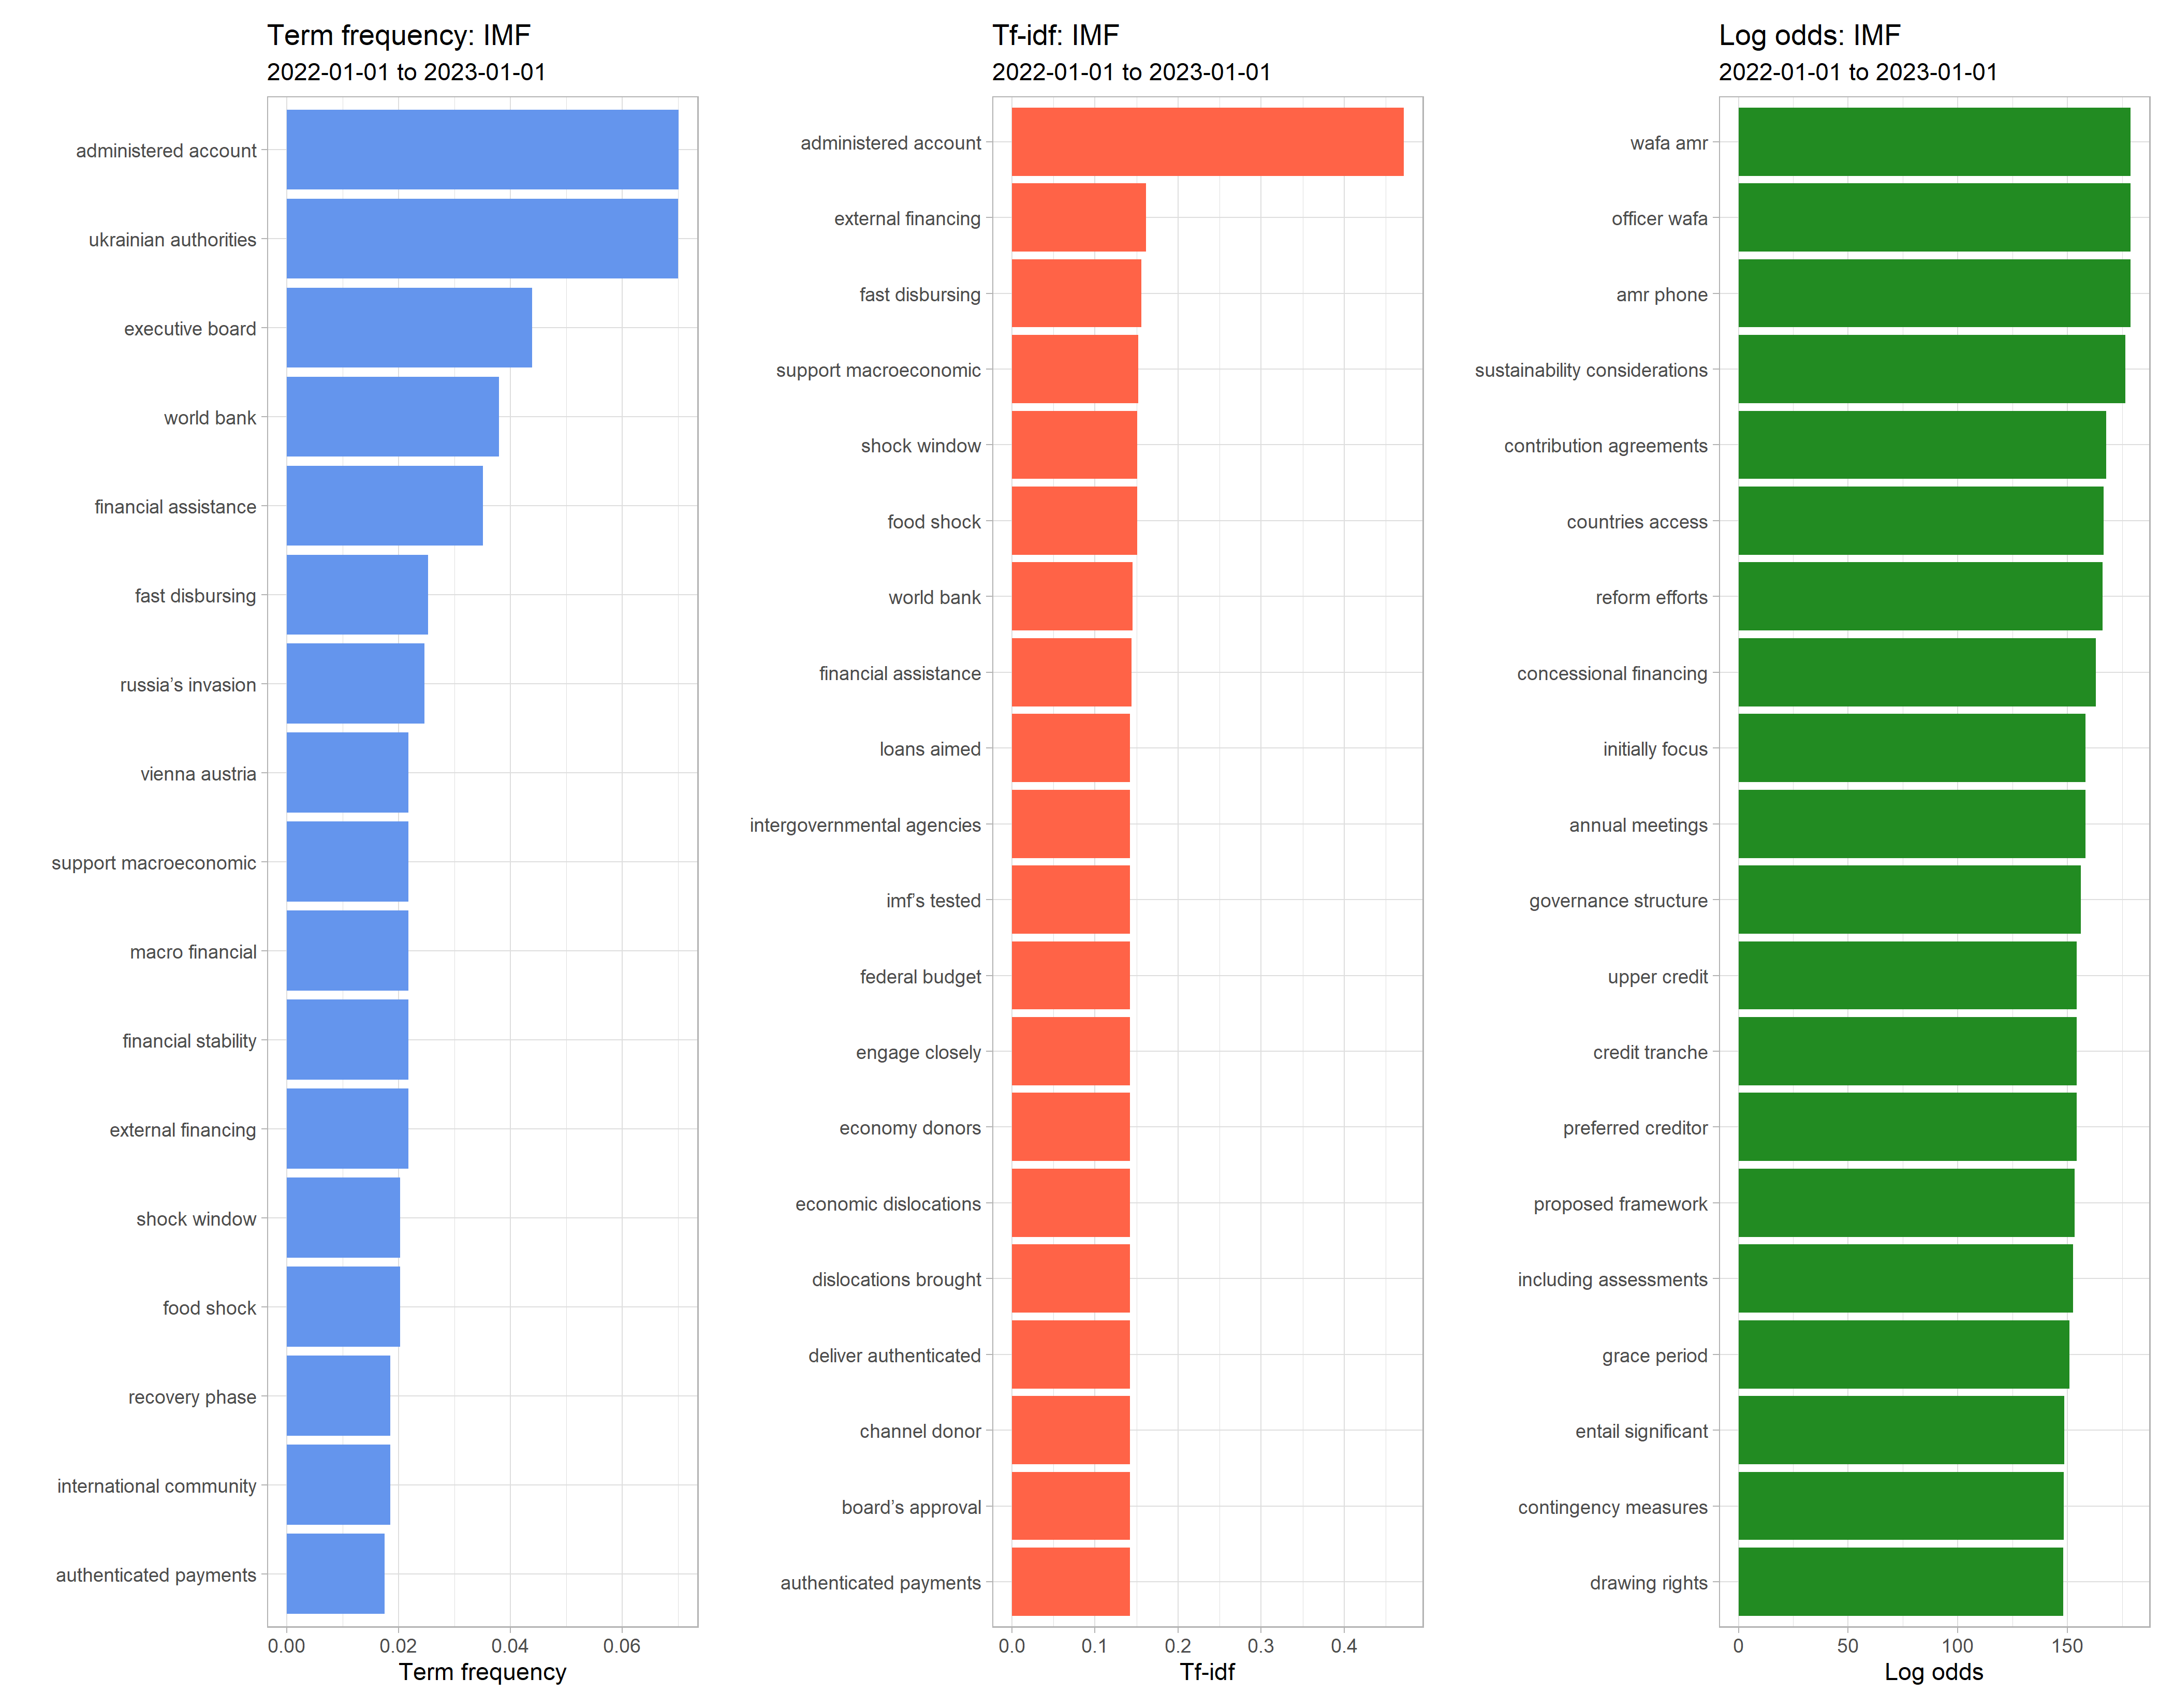 Term frequency: IMF
2022-01-01 to 2023-01-01
administered account
ukrainian authorities
executive board
world bank
financial assistance
fast disbursing
russia’s invasion
vienna austria
support macroeconomic
macro financial
financial stability
external financing
shock window
food shock
recovery phase
international community
authenticated payments
0.00 0.02 0.04 0.06
Term frequency
Tf-idf: IMF
2022-01-01 to 2023-01-01
administered account
external financing
fast disbursing
support macroeconomic
shock window
food shock
world bank
financial assistance
loans aimed
intergovernmental agencies
imf’s tested
federal budget
engage closely
economy donors
economic dislocations
dislocations brought
deliver authenticated
channel donor
board’s approval
authenticated payments
0.0 0.1 0.2 0.3 0.4
Tf-idf
Log odds: IMF
2022-01-01 to 2023-01-01
wafa amr
officer wafa
amr phone
sustainability considerations
contribution agreements
countries access
reform efforts
concessional financing
initially focus
annual meetings
governance structure
upper credit
credit tranche
preferred creditor
proposed framework
including assessments
grace period
entail significant
contingency measures
drawing rights
0 50 100 150
Log odds